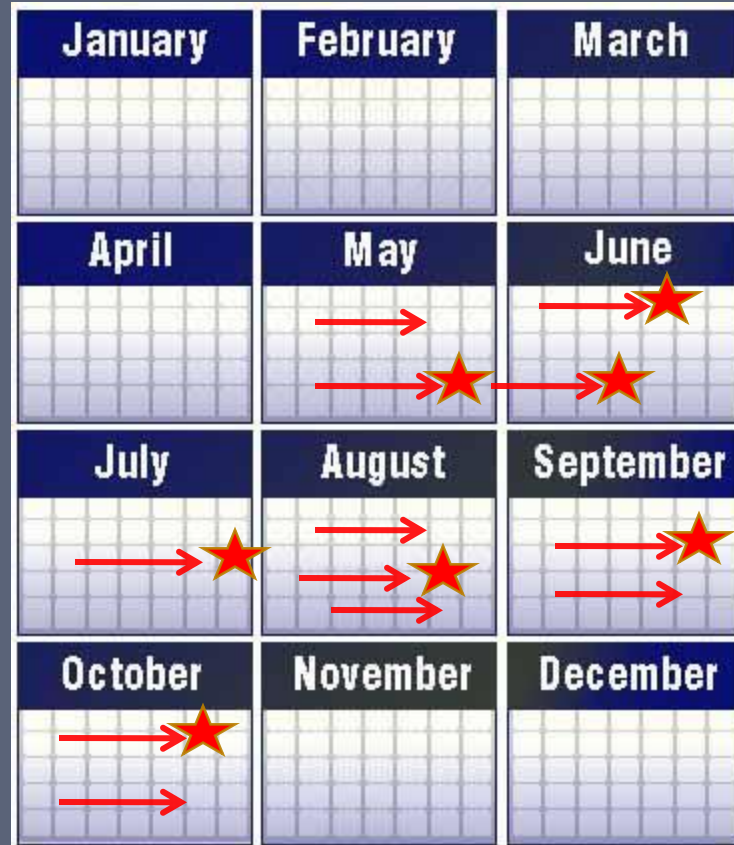 January February March
April May June
July August September
October November December